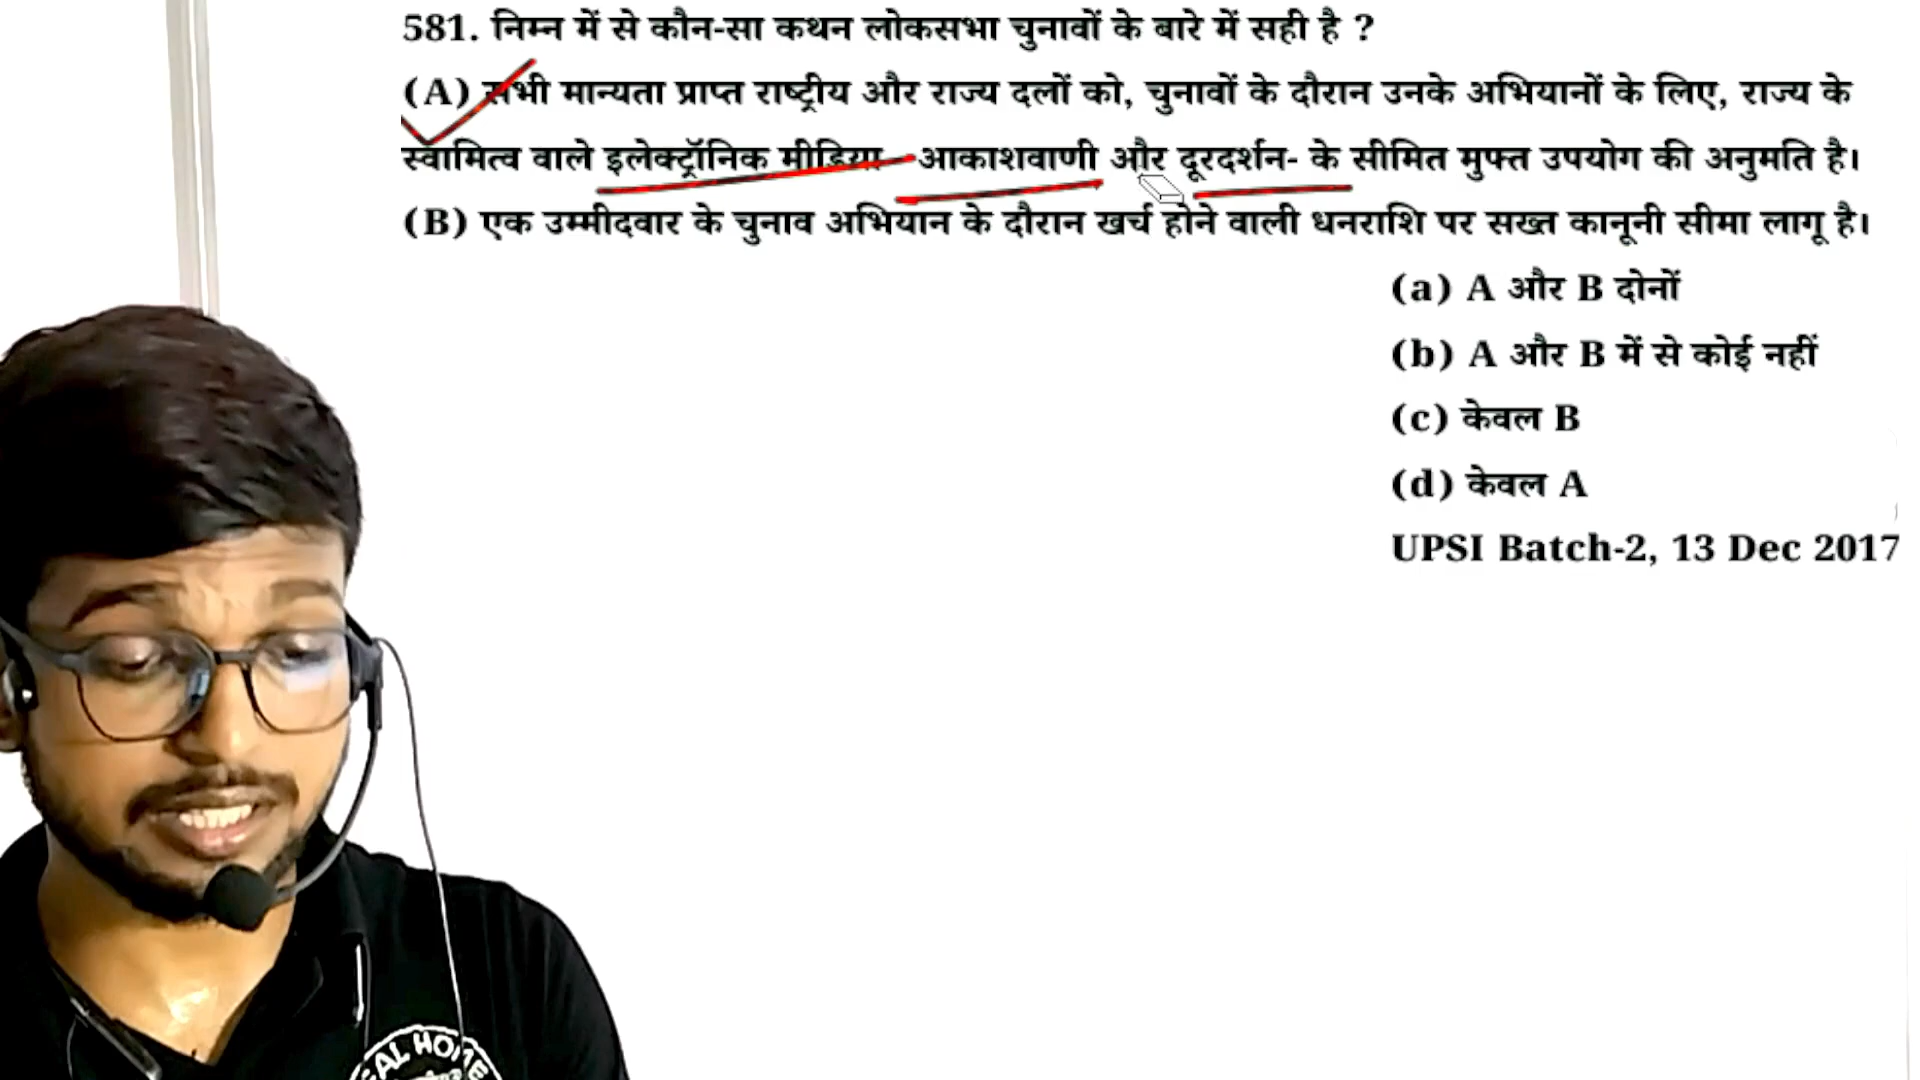 581. निम्न में से कौन-सा कथन लोकसभा चुनावों के बारे में सही है ?
(A) सभी मान्यता प्राप्त राष्ट्रीय और राज्य दलों को, चुनावों के दौरान उनके अभियानों के लिए, राज्य के
स्वामित्व वाले इलेक्ट्रॉनिक मीडिया -आकाशवाणी और दूरदर्शन- के सीमित मुफ्त उपयोग की अनुमति है।
(B) एक उम्मीदवार के चुनाव अभियान के दौरान खर्च होने वाली धनराशि पर सख्त कानूनी सीमा लागू है।
(a) A और B दोनों
(b) A और B में से कोई नहीं
(c) केवल B
(d) केवल A
UPSI Batch-2, 13 Dec 2017